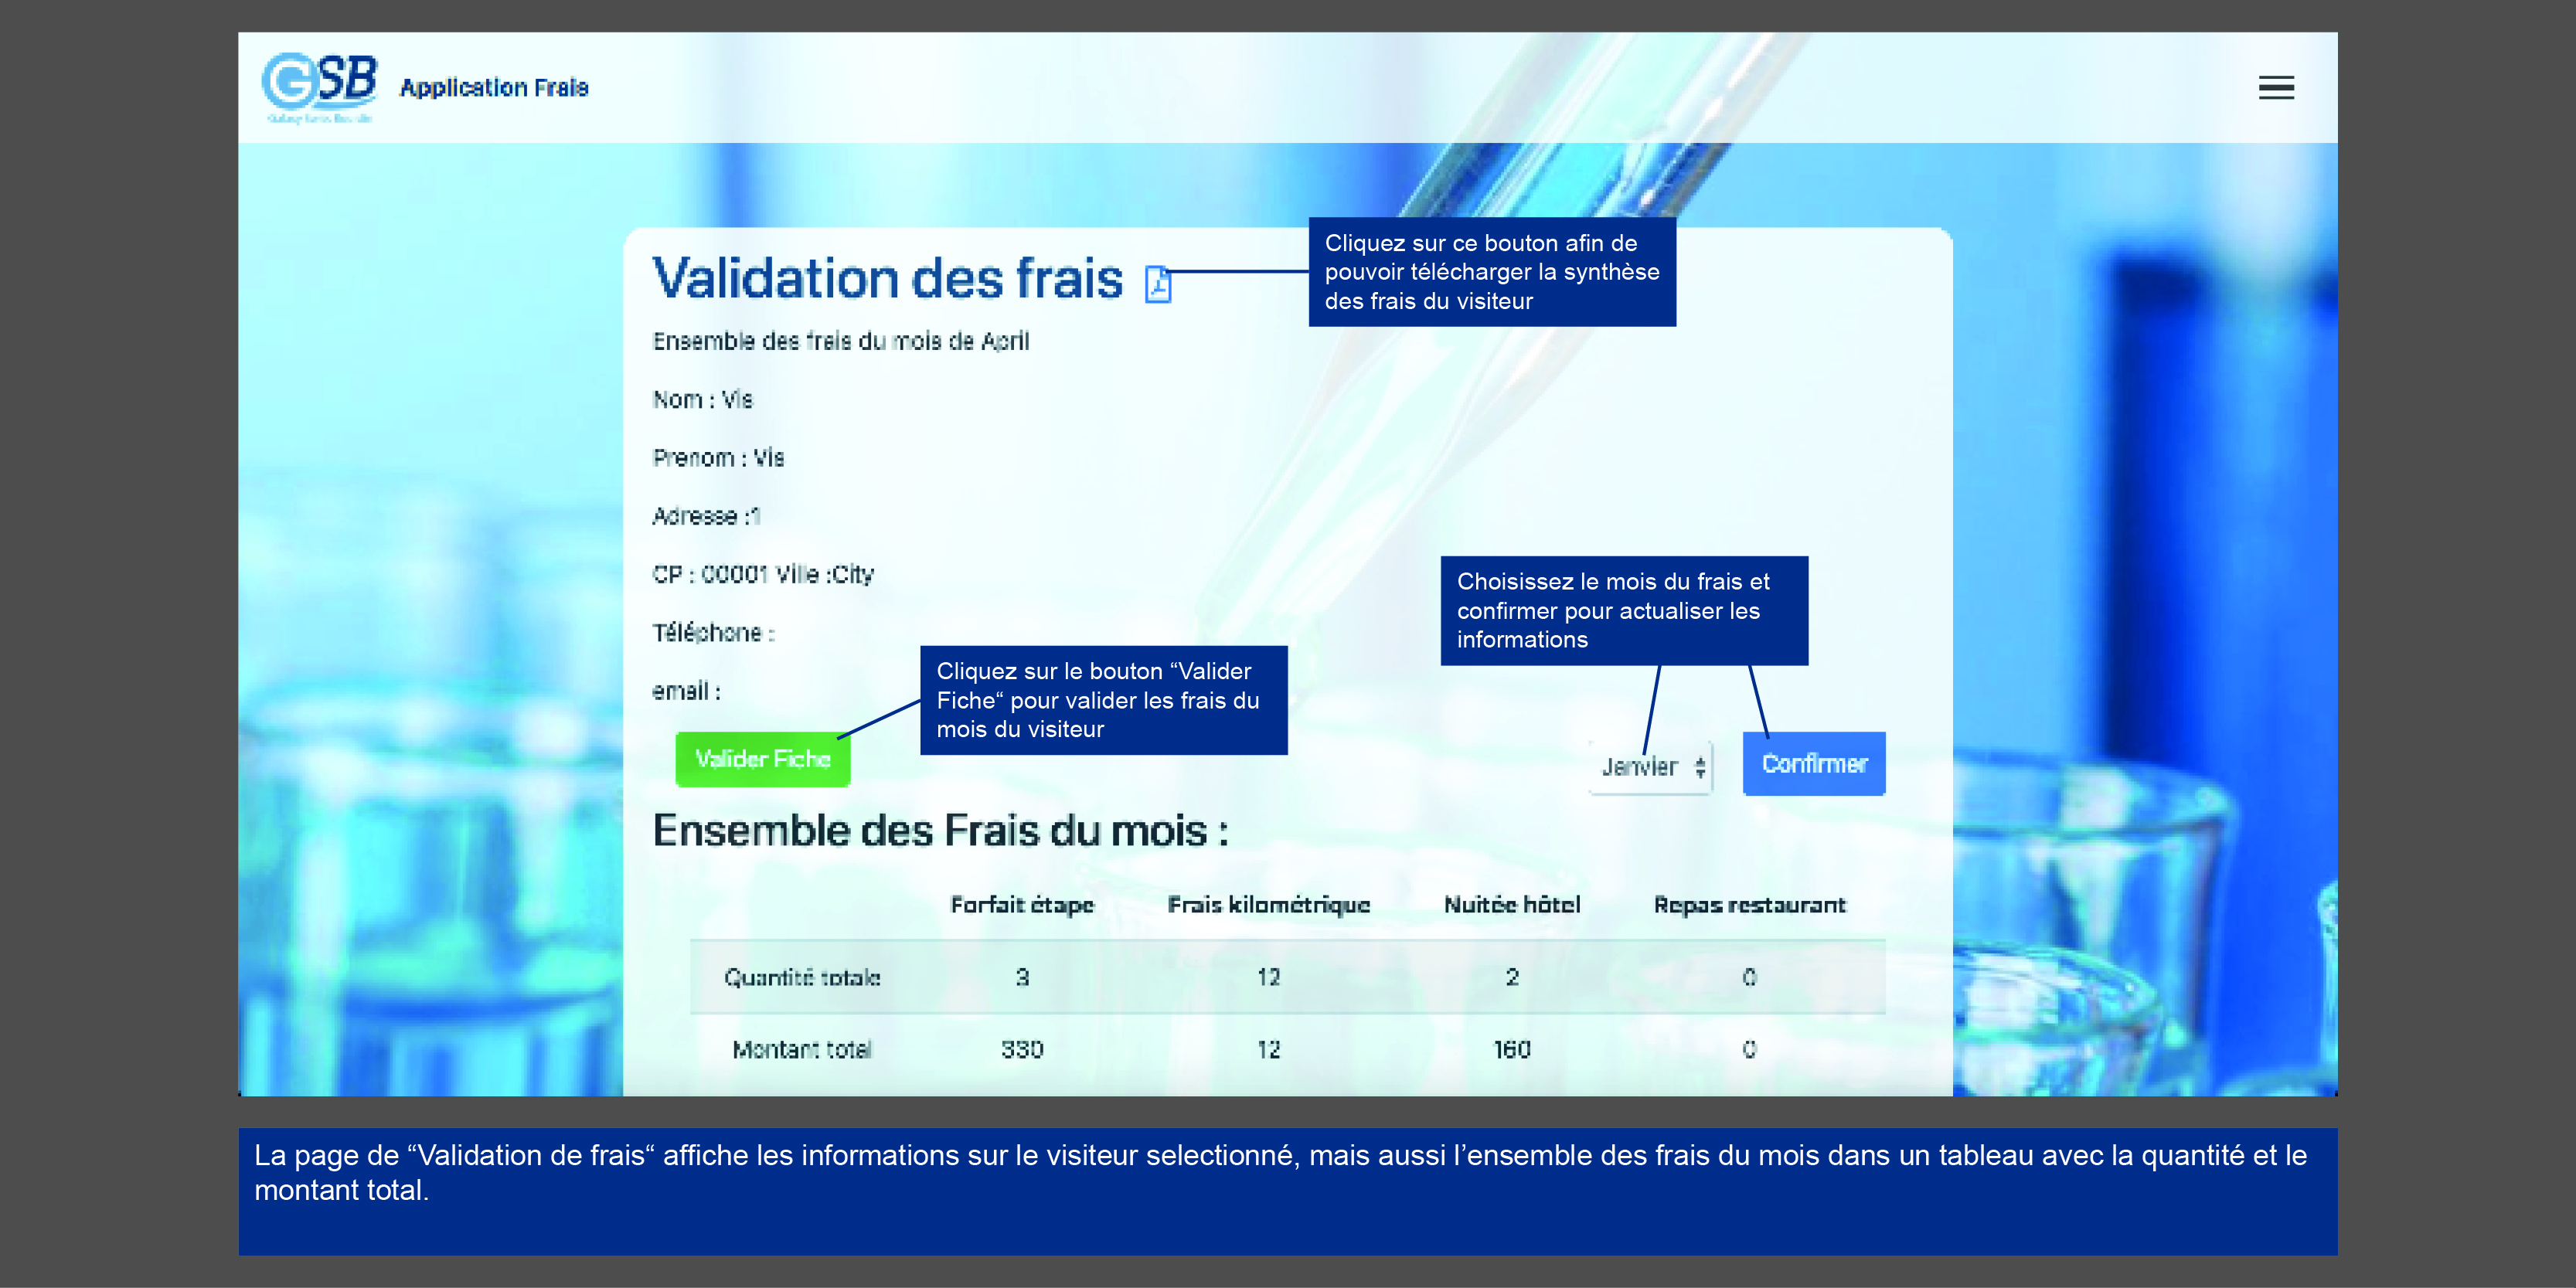 GSB Application Frais
Validation des frais
Cliquez sur ce bouton afin de
pouvoir télécharger la synthèse
des frais du visiteur
Ensemble des frais du mois de April
Nom : Vis
Prenom : Vis
Adresse :1
CP : 00001 Ville :City
Téléphone :
email :
Cliquez sur le bouton “Valider
Fiche“ pour valider les frais du
mois du visiteur
Choisissez le mois du frais et
confirmer pour actualiser les
informations
Valider Fiche
Janvier
Confirmer
Ensemble des Frais du mois :
Forfait étape Frais kilométrique Nuitée hôtel Repas restaurant
Quantité totale 3 12 2 0
Montant total 330 12 160 0
La page de “Validation de frais“ affiche les informations sur le visiteur selectionné, mais aussi l’ensemble des frais du mois dans un tableau avec la quantité et le
montant total.